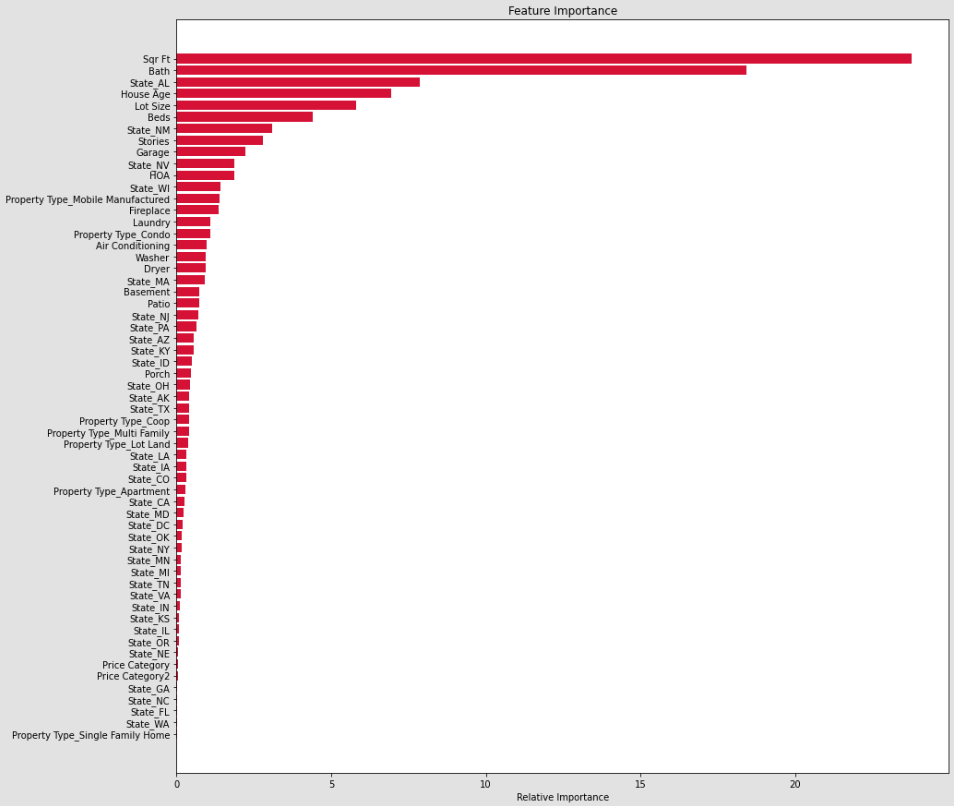 Feature Importance
Sqr Ft
Bath
State_AL
House Age
Lot Size
Beds
State_NM
Stories
Garage
State_NV
HOA
State_WI
Property Type_Mobile Manufactured
Fireplace
Laundry
Property Type_Condo
Air Conditioning
Washer
Dryer
State_MA
Basement
Patio
State_NJ
State_PA
State_AZ
State_KY
State_ID
Porch
State_OH
State_AK
State_TX
Property Type_Coop
Property Type_Multi Family
Property Type_Lot Land
State_LA
State_IA
State_CO
Property Type_Apartment
State_CA
State_MD
State_DC
State_OK
State_NY
State_MN
State_MI
State_TN
State_VA
State_IN
State_KS
State_IL
State_OR
State_NE
Price Category
Price Category2
State_GA
State_NC
State_FL
State_WA
Property Type_Single Family Home
0 5 10 15 20
Relative Importance